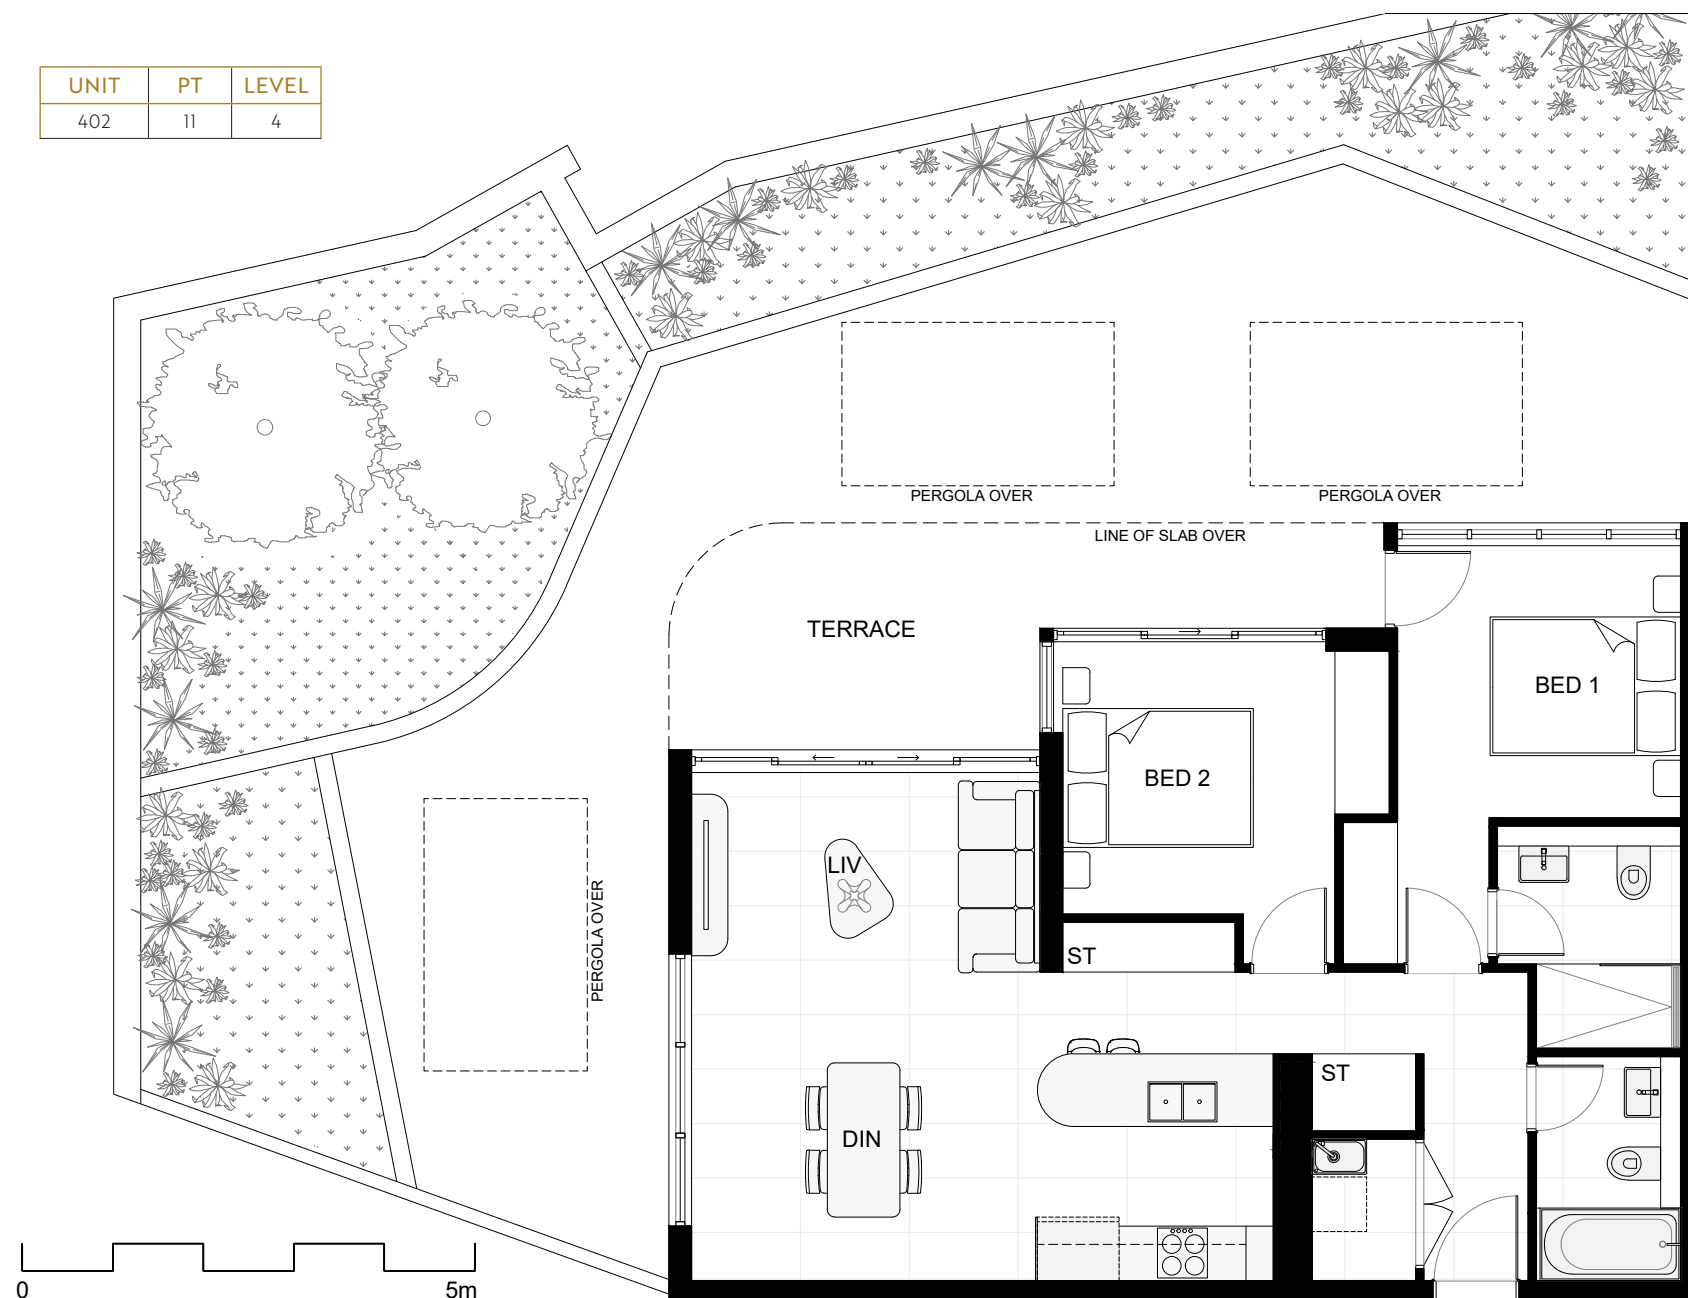 UNIT PT LEVEL
402 11 4
PERGOLA OVER
PERGOLA OVER
LINE OF SLAB OVER
TERRACE
BED 1
BED 2
LIV
PERGOLA OVER
ST
ST
DIN
0 5m